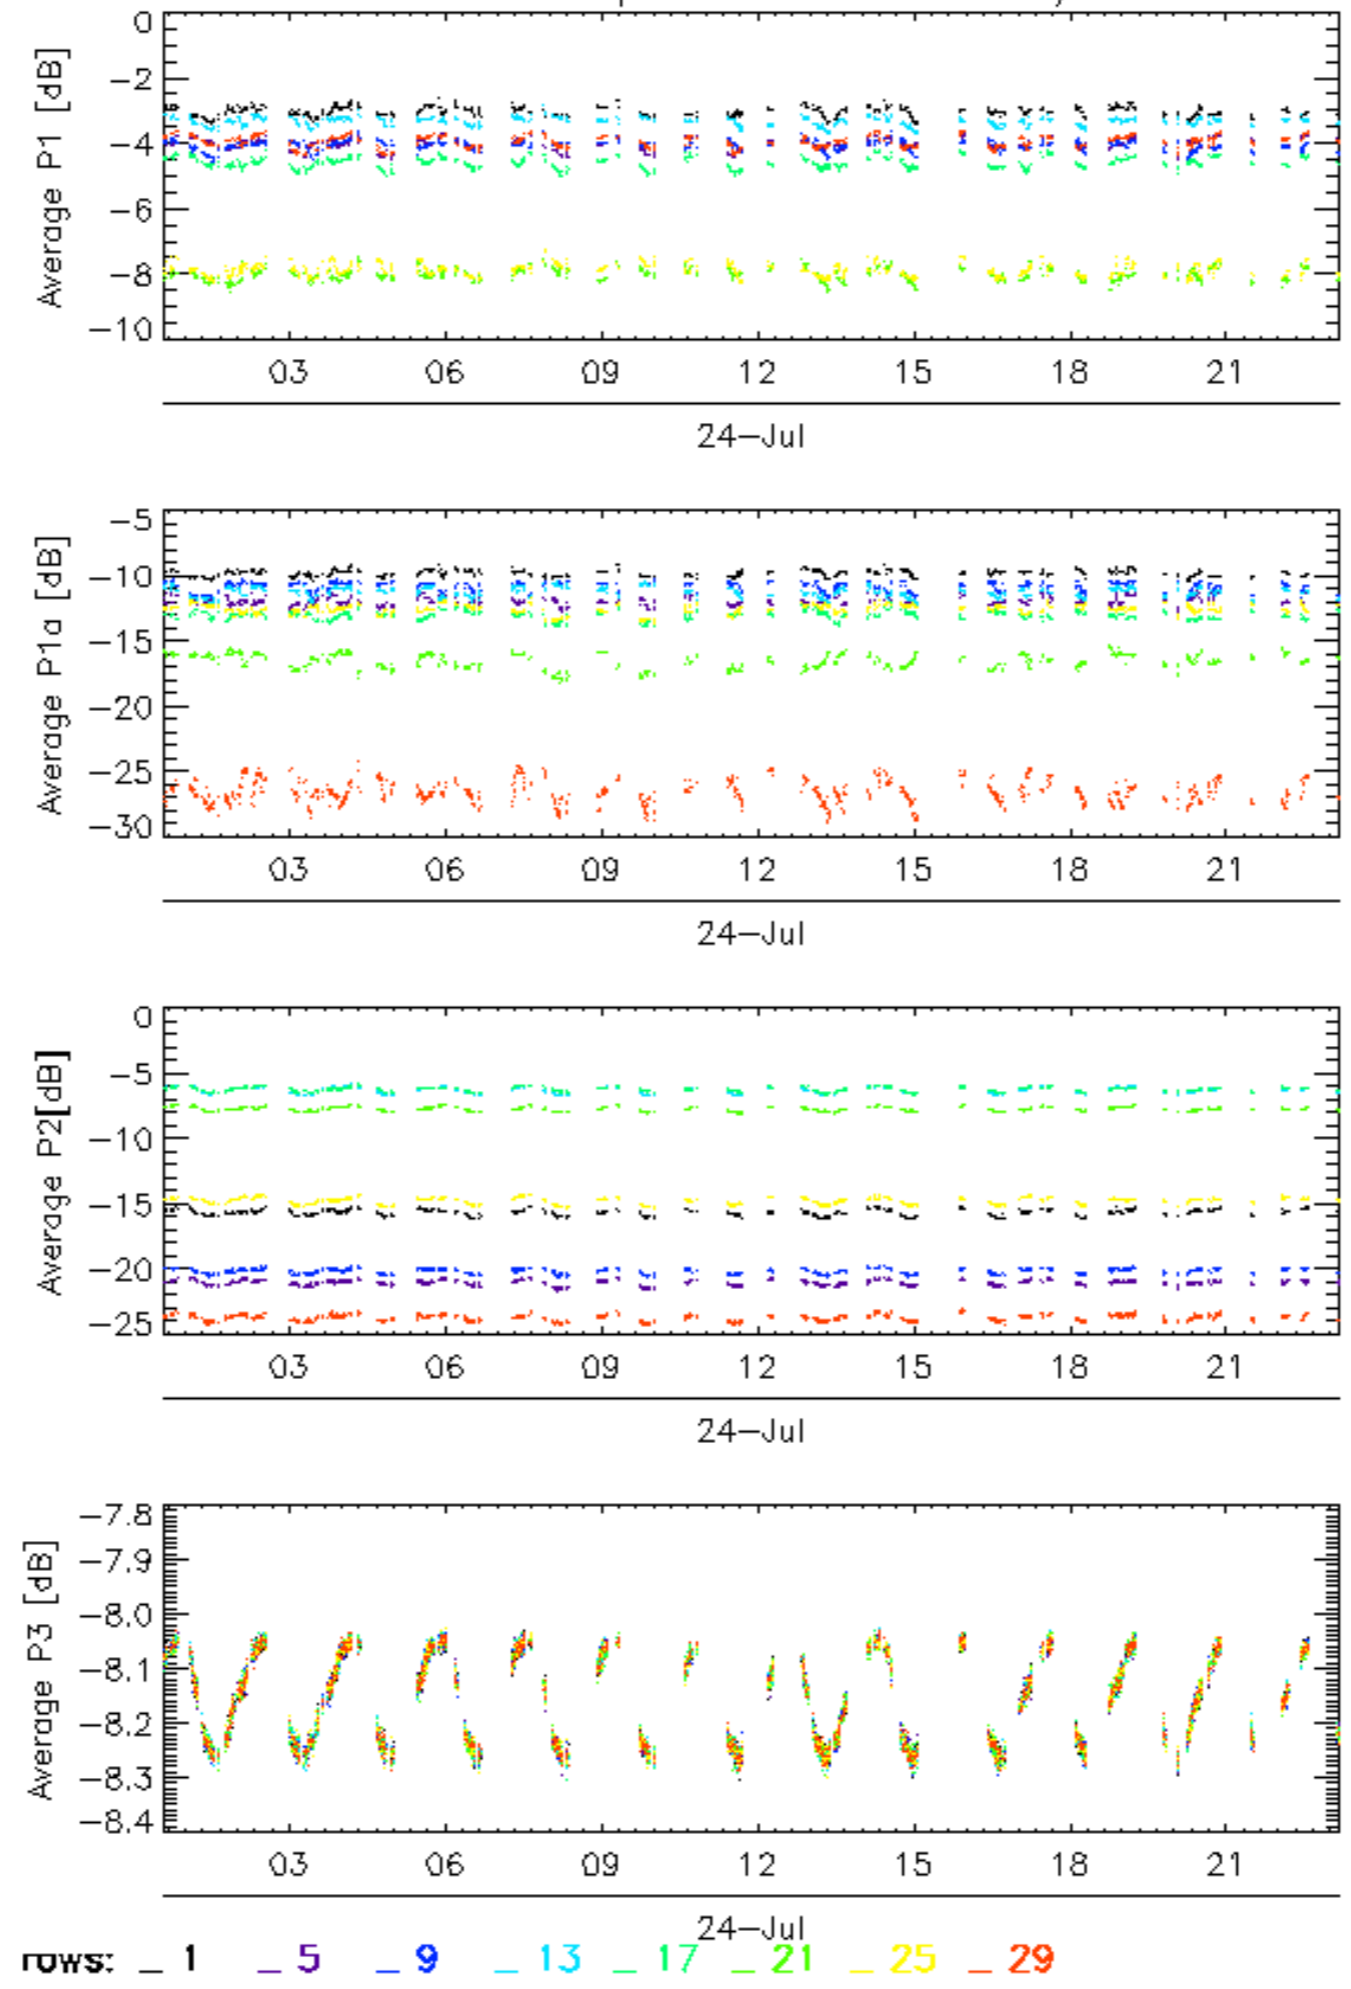 0
−2
−4
−6
−8
−10
Average P1 [dB]
03 06 09 12 15 18 21
24−Jul
−5
−10
−15
−20
−25
−30
Average P1a [dB]
03 06 09 12 15 18 21
24−Jul
0
−5
−10
−15
−20
−25
Average P2[dB]
03 06 09 12 15 18 21
24−Jul
−7.8
−7.9
−8.0
−8.1
−8.2
−8.3
−8.4
Average P3 [dB]
03 06 09 12 15 18 21
24−Jul
rows: _ 1 _ 5 _ 9 _ 13 _ 17 _ 21 _ 25 _ 29